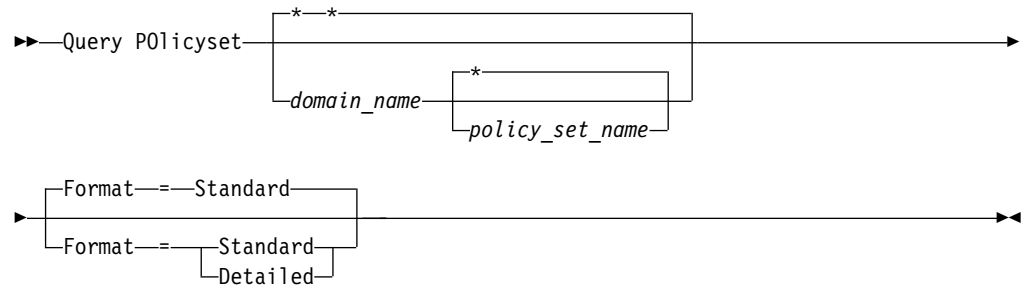 * *
Query POlicyset
*
domain_name
policy_set_name
Format = Standard
Format = Standard
Detailed